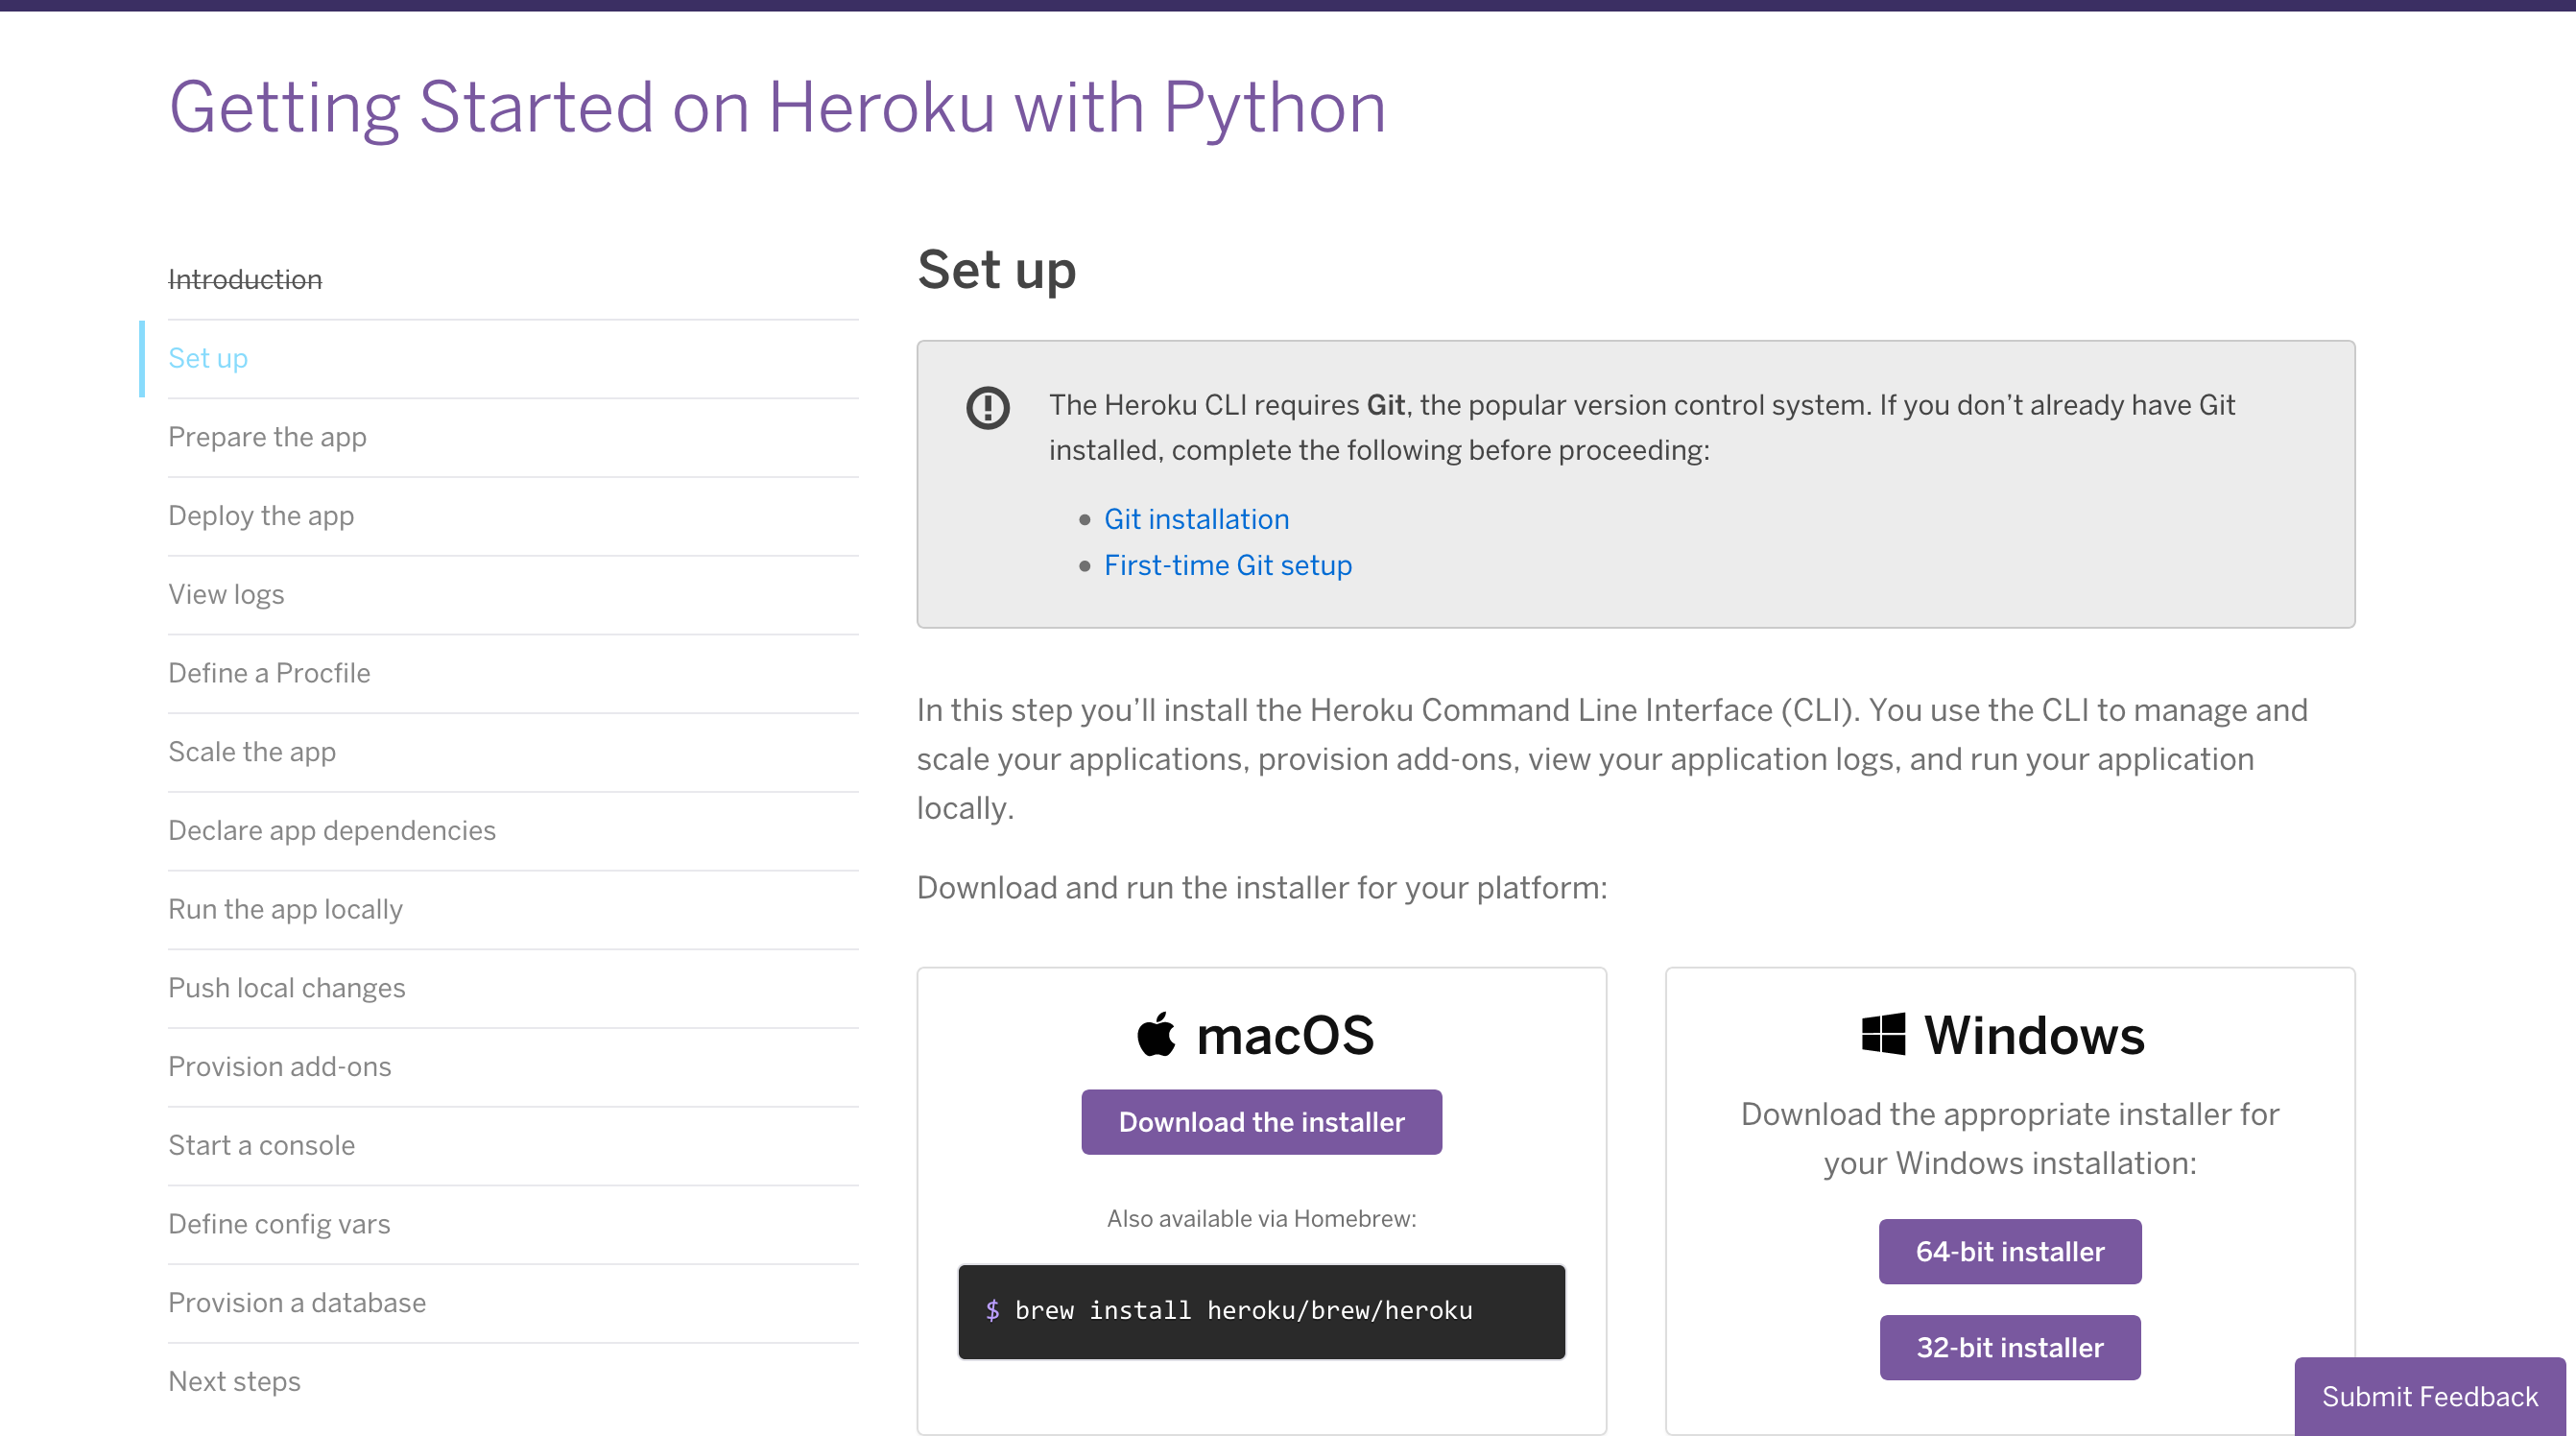 Getting Started on Heroku with Python
Introduction
Set up
Prepare the app
Deploy the app
View logs
Define a Procfile
Scale the app
Declare app dependencies
Run the app locally
Push local changes
Provision add-ons
Start a console
Define config vars
Provision a database
Next steps
Set up
The Heroku CLI requires Git, the popular version control system. If you don’t already have Git
installed, complete the following before proceeding:
Git installation
First-time Git setup
In this step you’ll install the Heroku Command Line Interface (CLI). You use the CLI to manage and
scale your applications, provision add-ons, view your application logs, and run your application
locally.
Download and run the installer for your platform:
macOS
Download the installer
Also available via Homebrew:
$ brew install heroku/brew/heroku
Windows
Download the appropriate installer for
your Windows installation:
64-bit installer
32-bit installer
Submit Feedback